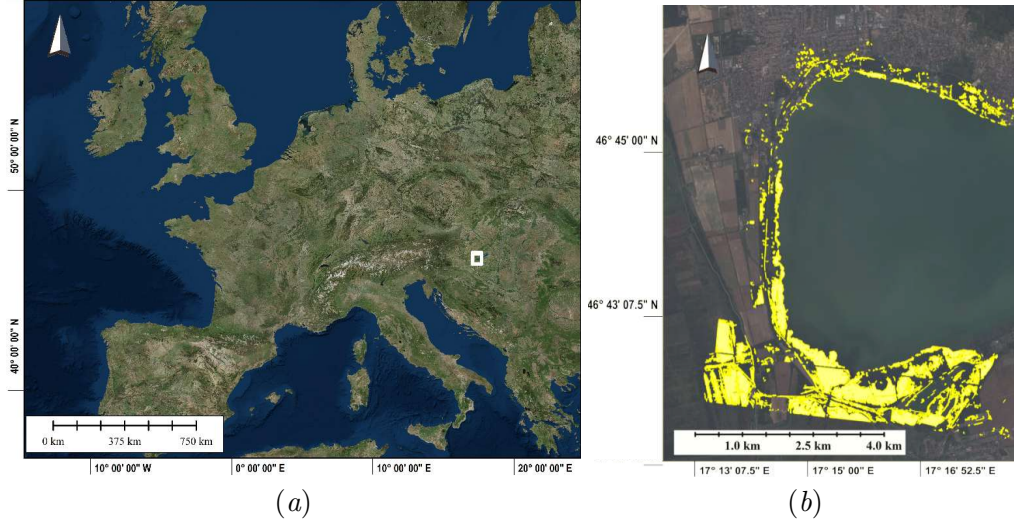 50° 00' 00" N
40° 00' 00" N
0 km 375 km 750 km
10° 00' 00" W 0° 00' 00" E 10° 00' 00" E 20° 00' 00" E
(a)
46° 45' 00" N
46° 43' 07.5" N
1.0 km 2.5 km 4.0 km
17° 13' 07.5" E 17° 15' 00" E 17° 16' 52.5" E
(b)